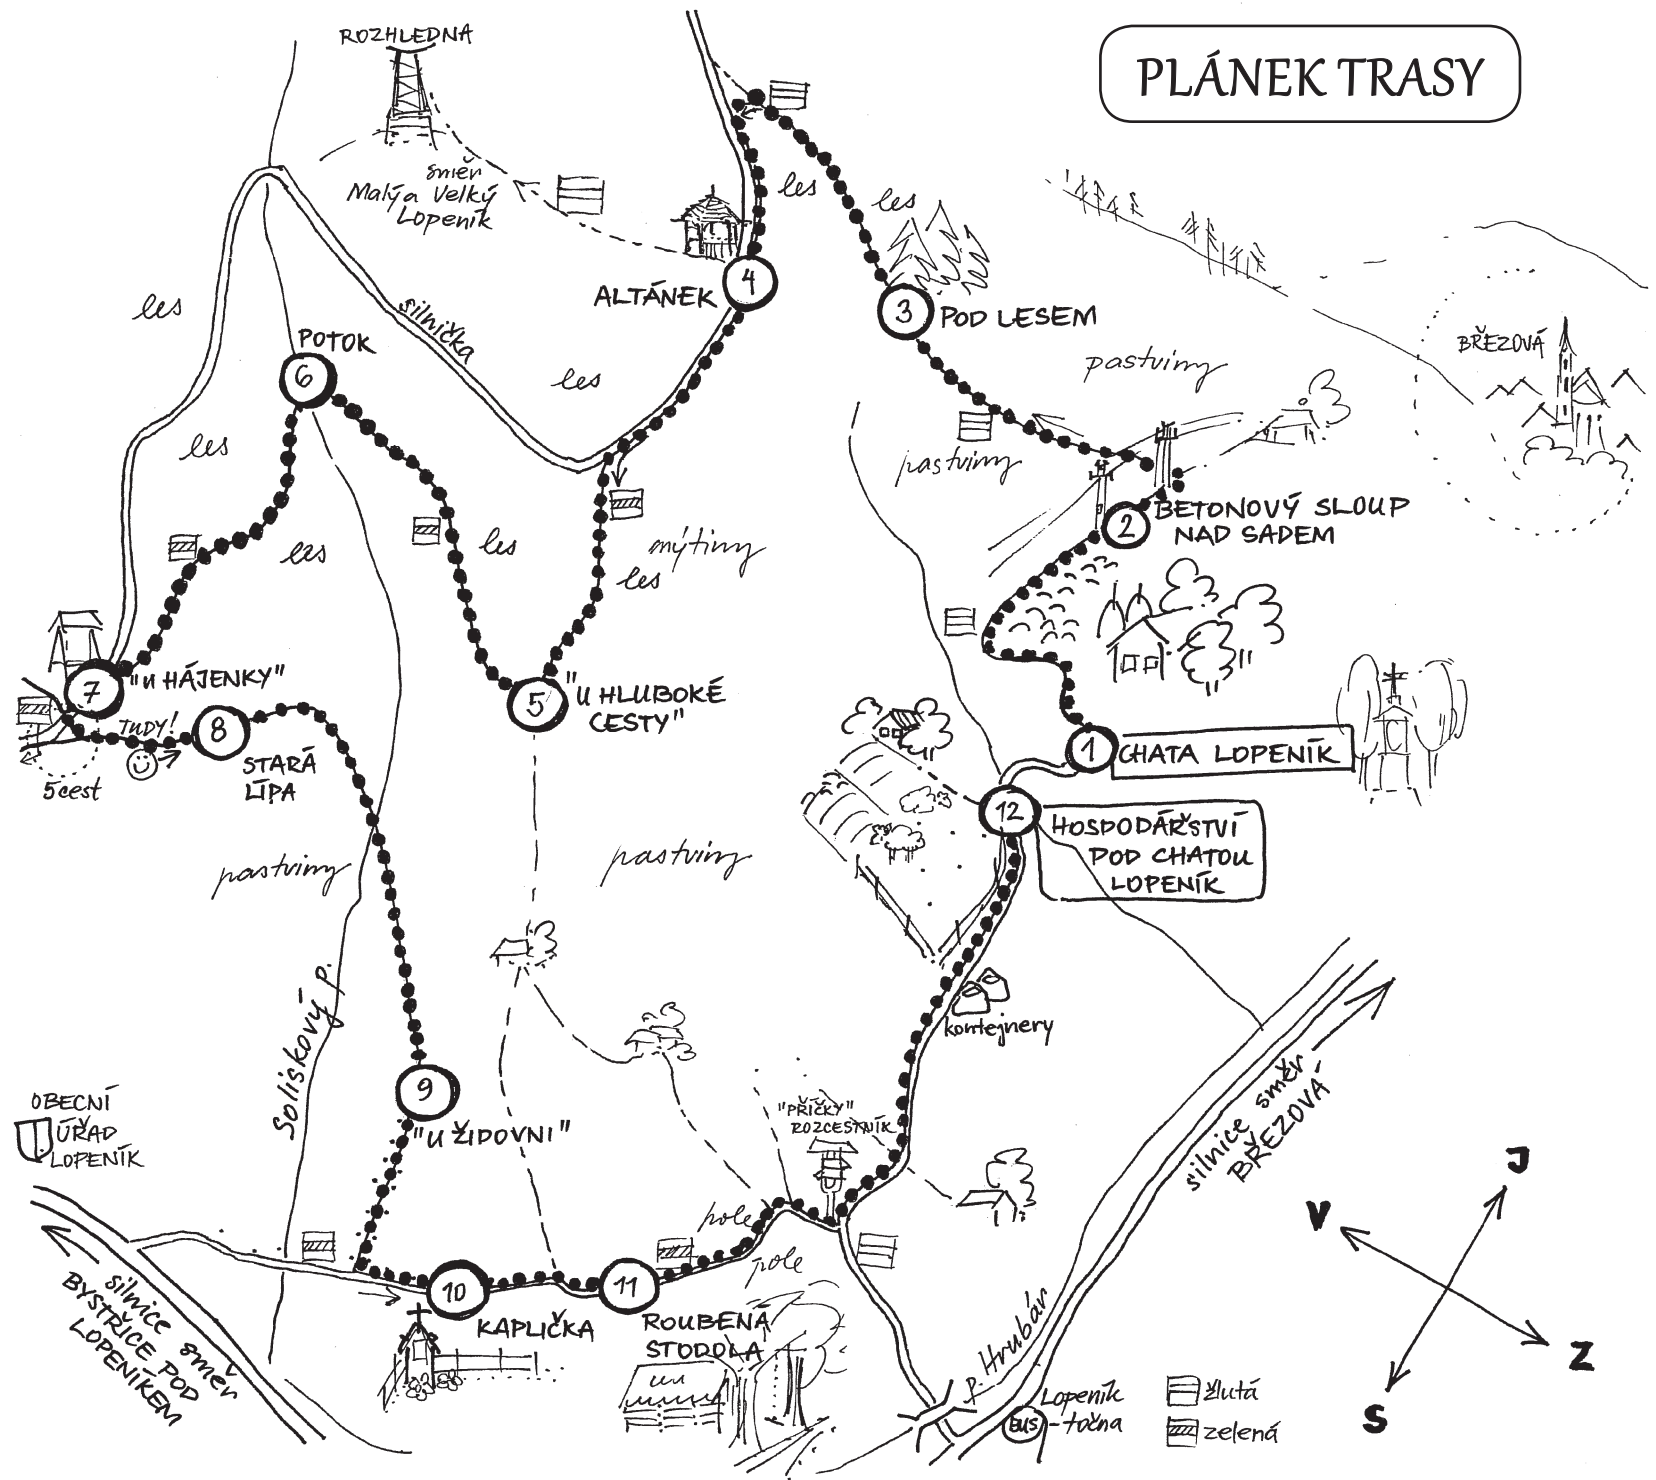 PLÁNEK TRASY
ROZHLEDNA
směr
Malý a Velký
Lopeník
les
les
les
4
ALTÁNEK
3
POD LESEM
silnička
POTOK
6
les
les
pastviny
BŘEZOVÁ
pastviny
2
BETONOVÝ SLOUP
NAD SADEM
les
les
mýtiny
les
7
"U HÁJENKY"
TUDY!
8
STARÁ
LÍPA
5 cest
5
"U HLUBOKÉ
CESTY"
1
CHATA LOPENÍK
12
HOSPODÁŘSTVÍ
POD CHATOU
LOPENÍK
pastviny
pastviny
kontejnery
Soliskový p.
9
"U ŽIDOVNI"
OBECNÍ
ÚŘAD
LOPENÍK
"PŘÍČKY"
ROZCESTNÍK
silnice směr
BŘEZOVÁ
pole
pole
10
KAPLIČKA
11
ROUBENÁ
STODOLA
silnice směr
BYSTŘICE POD
LOPENÍKEM
p. Hrubár
BUS
Lopeník
-točna
žlutá
zelená
J
V
Z
S